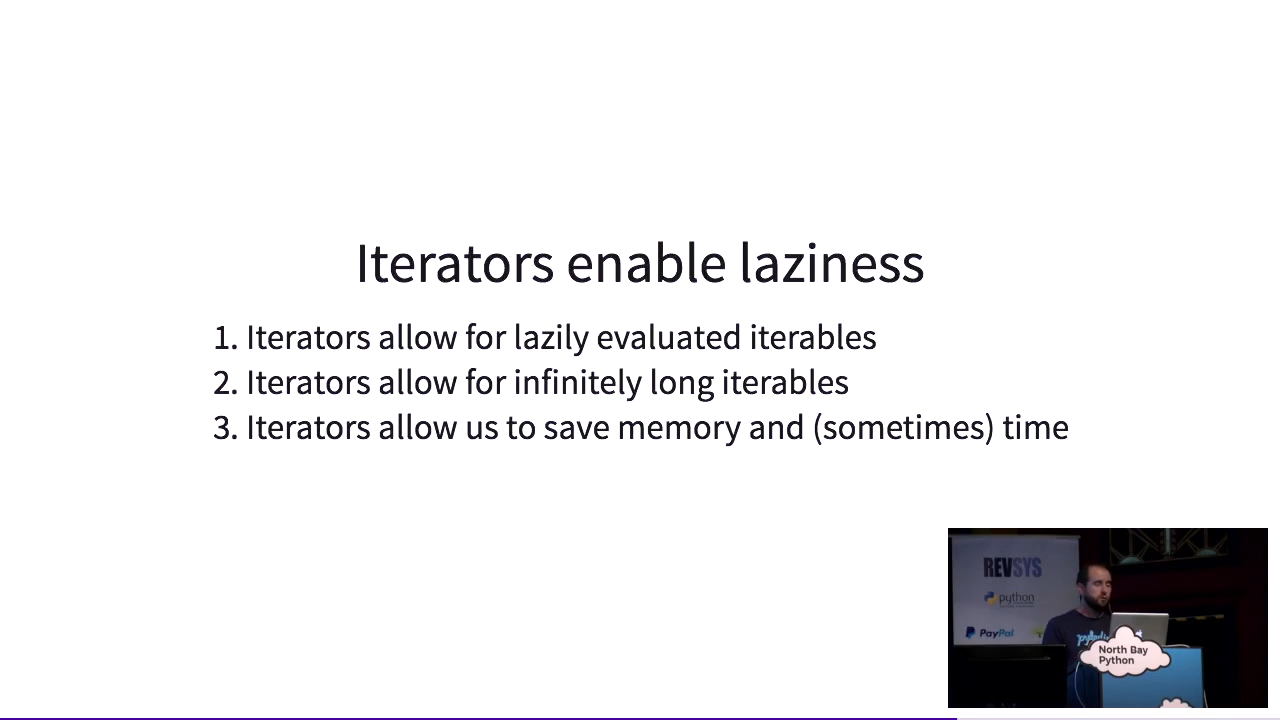 Iterators enable laziness
1. Iterators allow for lazily evaluated iterables
2. Iterators allow for infinitely long iterables
3. Iterators allow us to save memory and (sometimes) time
REVSYS
python
PayPal
North Bay
Python